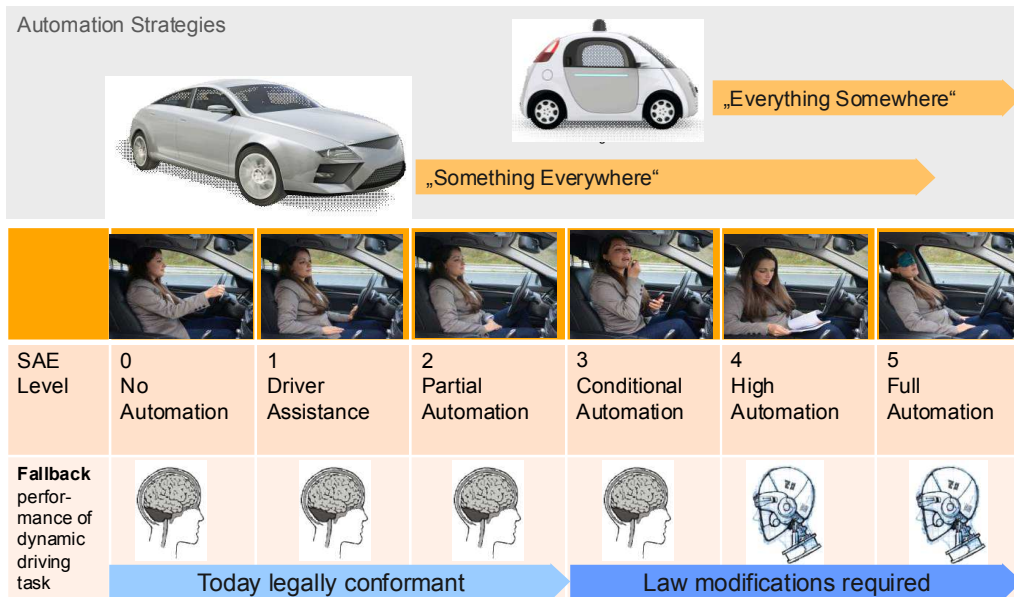 Automation Strategies
„Everything Somewhere“
„Something Everywhere“
SAE
Level
0
No
Automation
1
Driver
Assistance
2
Partial
Automation
3
Conditional
Automation
4
High
Automation
5
Full
Automation
Fallback
perfor-
mance of
dynamic
driving
task
Today legally conformant
Law modifications required